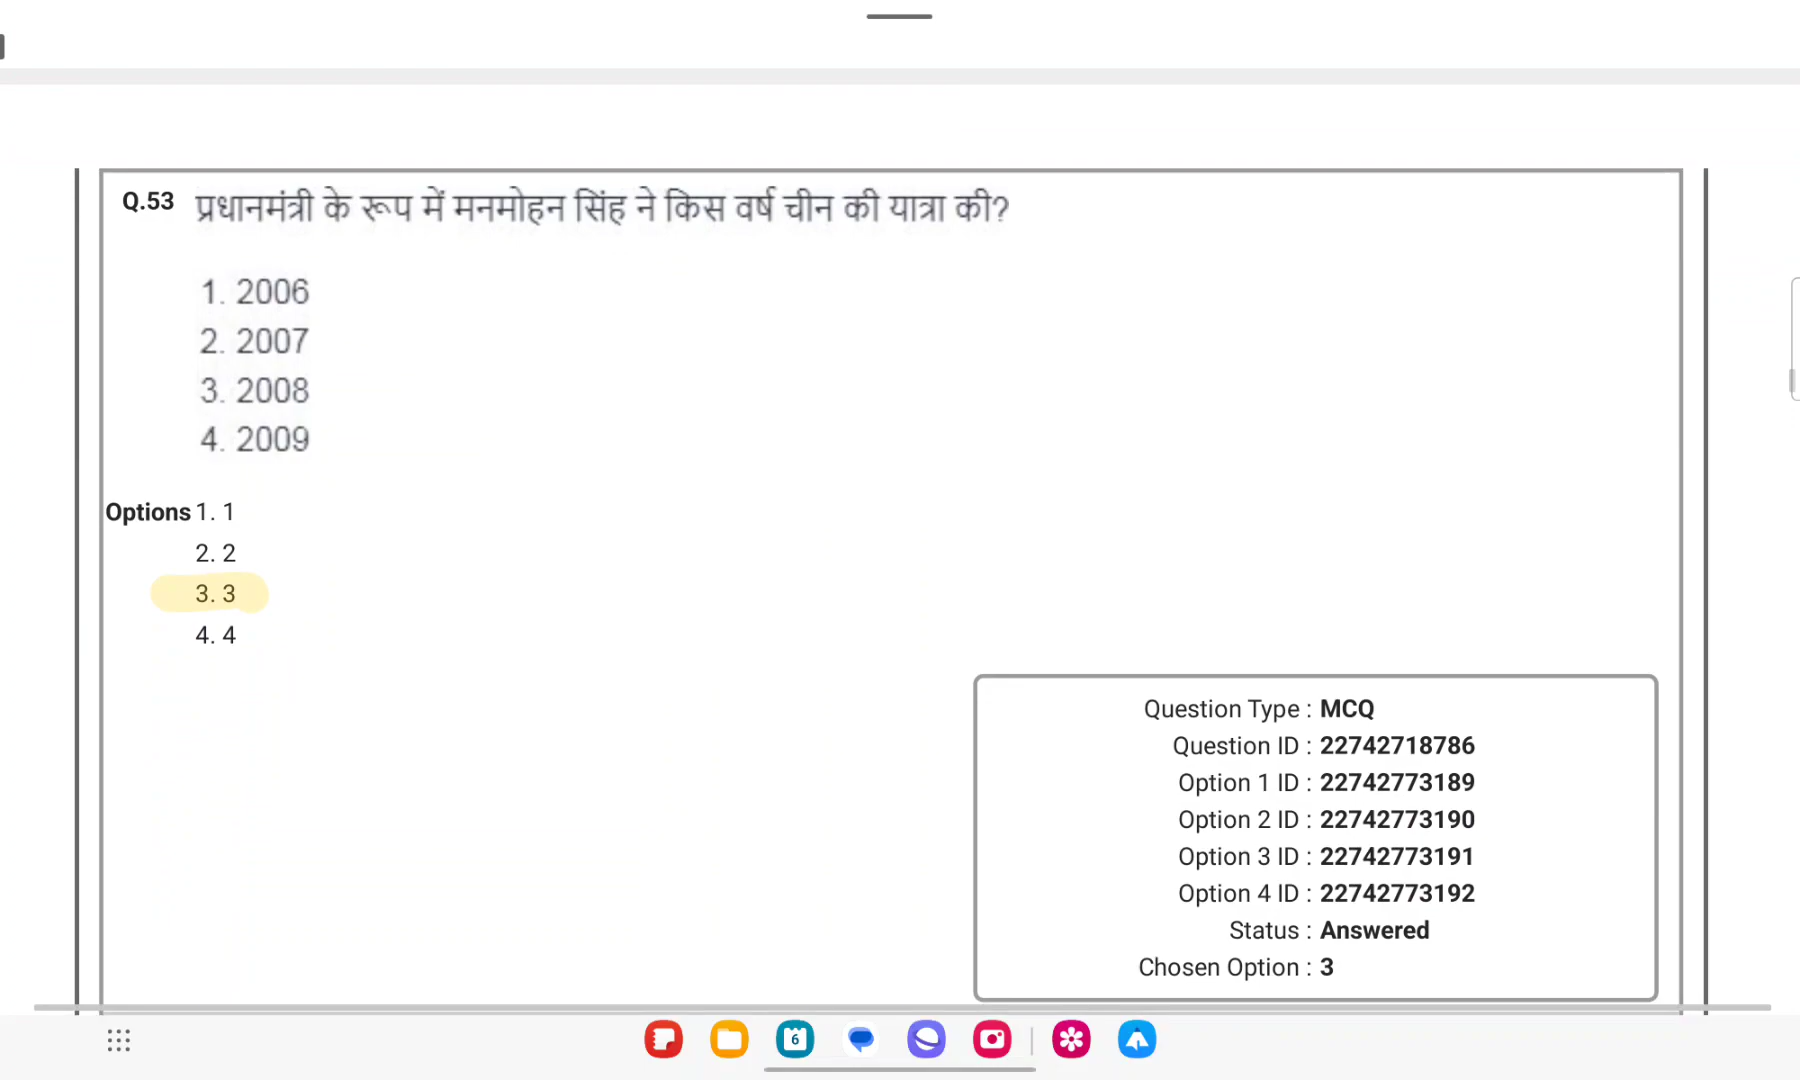 Q.53 प्रधानमंत्री के रूप में मनमोहन सिंह ने किस वर्ष चीन की यात्रा की?
1. 2006
2. 2007
3. 2008
4. 2009
Options 1. 1
2. 2
3. 3
4. 4
Question Type : MCQ
Question ID : 22742718786
Option 1 ID : 22742773189
Option 2 ID : 22742773190
Option 3 ID : 22742773191
Option 4 ID : 22742773192
Status : Answered
Chosen Option : 3
6